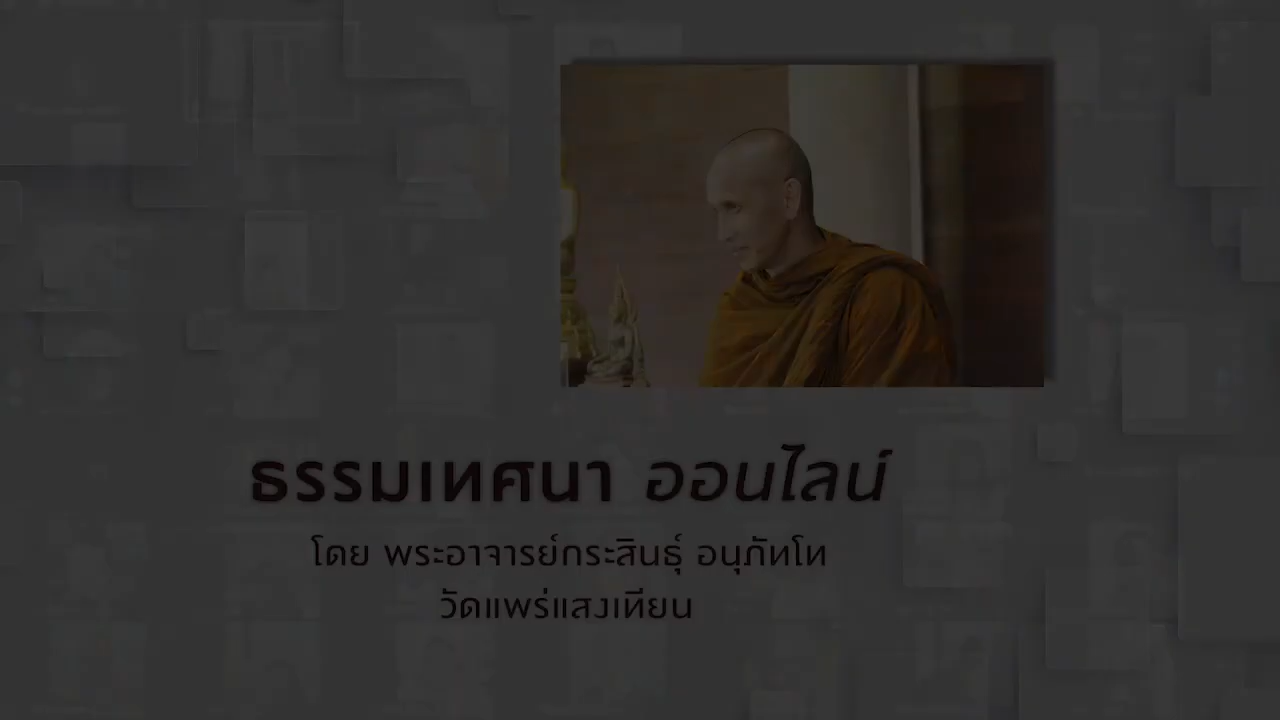 ธรรมเทศนา ออนไลน์
โดย พระอาจารย์กระสินธุ์ อนุภัทโท
วัดแพร่แสงเทียน